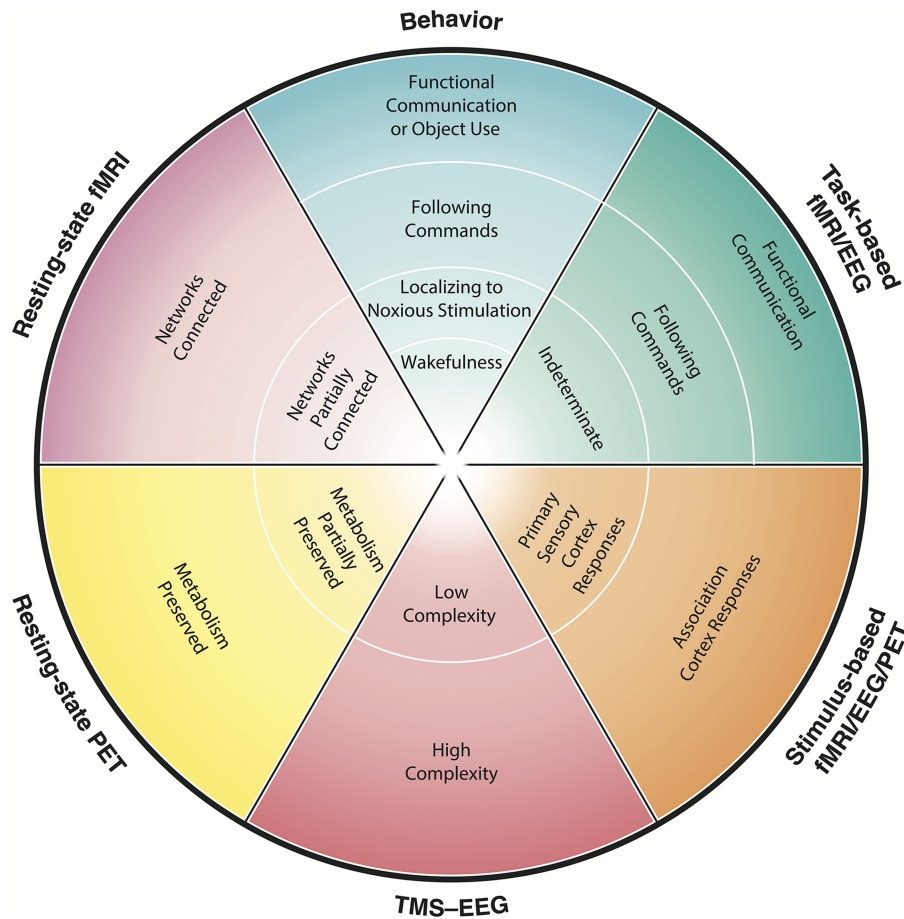 Behavior
Functional
Communication
or Object Use
Following
Commands
Localizing to
Noxious Stimulation
Wakefulness
Task-based
fMRI/EEG
Functional
Communication
Following
Commands
Indeterminate
Stimulus-based
fMRI/EEG/PET
Primary
Sensory
Cortex
Responses
Association
Cortex Responses
TMS–EEG
Low
Complexity
High
Complexity
Resting-state PET
Metabolism
Partially
Preserved
Metabolism
Preserved
Resting-state fMRI
Networks
Connected
Networks
Partially
Connected